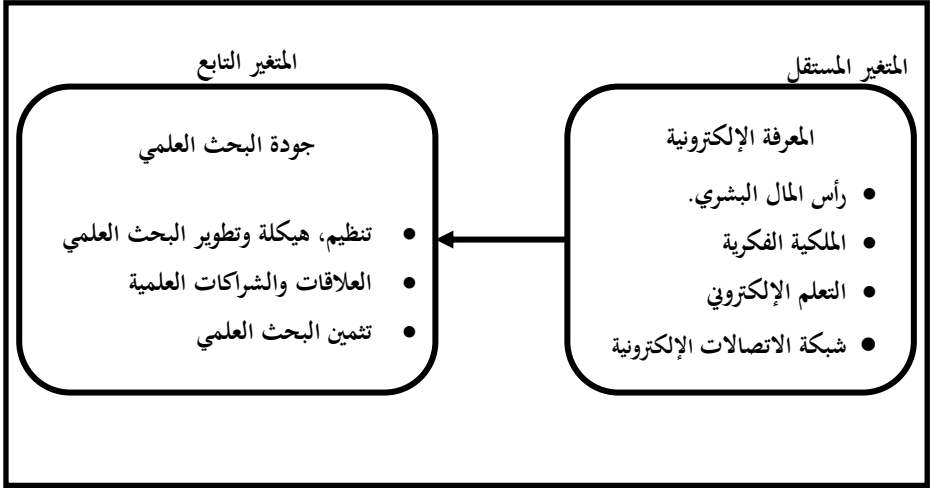 المتغير المستقل
المعرفة الإلكترونية
• رأس المال البشري.
• الملكية الفكرية
• التعلم الإلكتروني
• شبكة الاتصالات الإلكترونية
المتغير التابع
جودة البحث العلمي
• تنظيم، هيكلة وتطوير البحث العلمي
• العلاقات والشراكات العلمية
• تثمين البحث العلمي